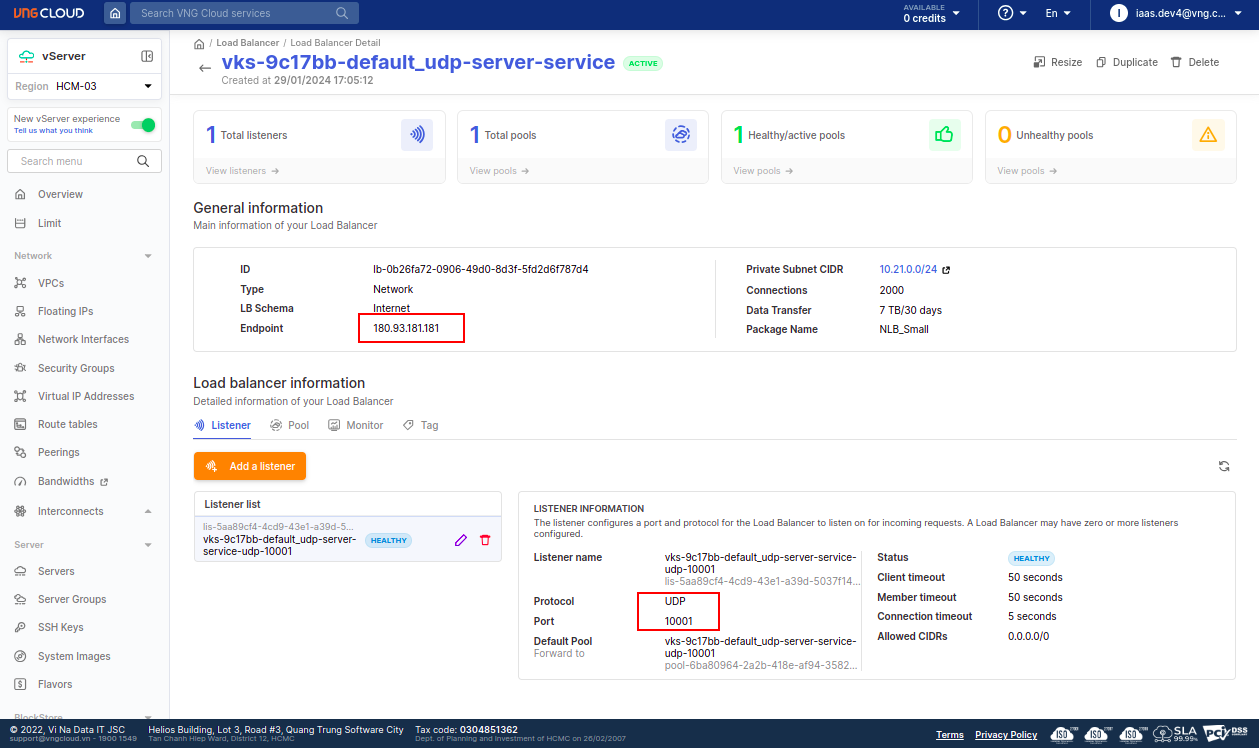 VNG CLOUD
Search VNG Cloud services
AVAILABLE
0 credits
En
I
iaas.dev4@vng.c...
vServer
Region HCM-03
New vServer experience
Tell us what you think
Search menu
Overview
Limit
Network
VPCs
Floating IPs
Network Interfaces
Security Groups
Virtual IP Addresses
Route tables
Peerings
Bandwidths
Interconnects
Server
Servers
Server Groups
SSH Keys
System Images
Flavors
BlockStore
/ Load Balancer / Load Balancer Detail
vks-9c17bb-default_udp-server-service ACTIVE
Created at 29/01/2024 17:05:12
Resize Duplicate Delete
1 Total listeners
View listeners
1 Total pools
View pools
1 Healthy/active pools
View pools
0 Unhealthy pools
View pools
General information
Main information of your Load Balancer
ID lb-0b26fa72-0906-49d0-8d3f-5fd2d6f787d4
Type Network
LB Schema Internet
Endpoint 180.93.181.181
Private Subnet CIDR 10.21.0.0/24
Connections 2000
Data Transfer 7 TB/30 days
Package Name NLB_Small
Load balancer information
Detailed information of your Load Balancer
Listener Pool Monitor Tag
Add a listener
Listener list
lis-5aa89cf4-4cd9-43e1-a39d-5...
vks-9c17bb-default_udp-server-
service-udp-10001
HEALTHY
LISTENER INFORMATION
The listener configures a port and protocol for the Load Balancer to listen on for incoming requests. A Load Balancer may have zero or more listeners
configured.
Listener name vks-9c17bb-default_udp-server-service-
udp-10001
lis-5aa89cf4-4cd9-43e1-a39d-5037f14...
Protocol UDP
Port 10001
Default Pool vks-9c17bb-default_udp-server-service-
Forward to udp-10001
pool-6ba80964-2a2b-418e-af94-3582...
Status HEALTHY
Client timeout 50 seconds
Member timeout 50 seconds
Connection timeout 5 seconds
Allowed CIDRs 0.0.0.0/0
© 2022, Vi Na Data IT JSC
support@vngcloud.vn - 1900 1549
Helios Building, Lot 3, Road #3, Quang Trung Software City
Tan Chanh Hiep Ward, District 12, HCMC
Tax code: 0304851362
Dept. of Planning and Investment of HCMC on 26/02/2007
Terms Privacy Policy
ISO ISO ISO SLA 99.99% PCI DSS